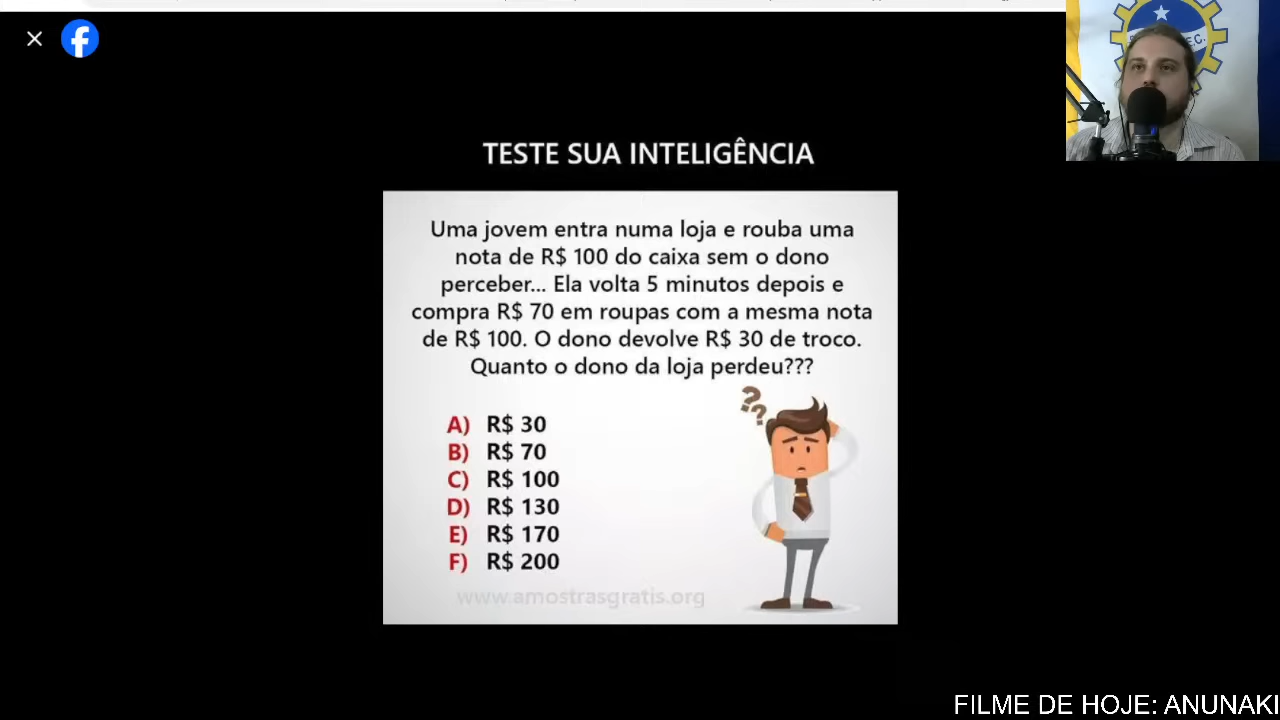 TESTE SUA INTELIGÊNCIA
Uma jovem entra numa loja e rouba uma
nota de R$ 100 do caixa sem o dono
perceber... Ela volta 5 minutos depois e
compra R$ 70 em roupas com a mesma nota
de R$ 100. O dono devolve R$ 30 de troco.
Quanto o dono da loja perdeu???
??
A) R$ 30
B) R$ 70
C) R$ 100
D) R$ 130
E) R$ 170
F) R$ 200
www.amostrasgratis.org
FILME DE HOJE: ANUNAKI